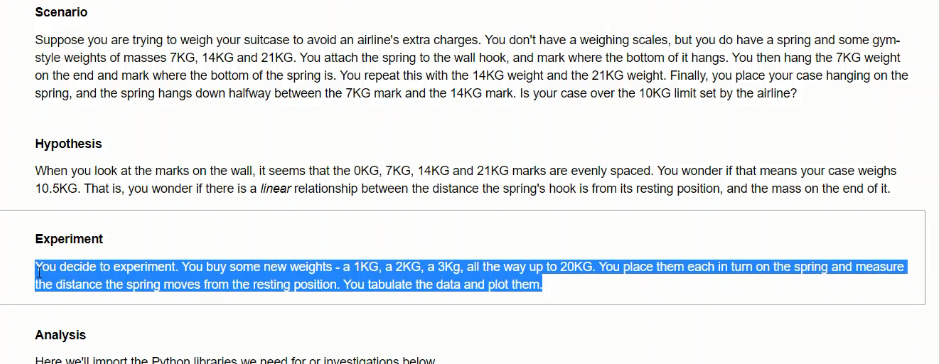 Scenario
Suppose you are trying to weigh your suitcase to avoid an airline's extra charges. You don't have a weighing scales, but you do have a spring and some gym-
style weights of masses 7KG, 14KG and 21KG. You attach the spring to the wall hook, and mark where the bottom of it hangs. You then hang the 7KG weight
on the end and mark where the bottom of the spring is. You repeat this with the 14KG weight and the 21KG weight. Finally, you place your case hanging on the
spring, and the spring hangs down halfway between the 7KG mark and the 14KG mark. Is your case over the 10KG limit set by the airline?
Hypothesis
When you look at the marks on the wall, it seems that the 0KG, 7KG, 14KG and 21KG marks are evenly spaced. You wonder if that means your case weighs
10.5KG. That is, you wonder if there is a linear relationship between the distance the spring's hook is from its resting position, and the mass on the end of it.
Experiment
You decide to experiment. You buy some new weights - a 1KG, a 2KG, a 3Kg, all the way up to 20KG. You place them each in turn on the spring and measure
the distance the spring moves from the resting position. You tabulate the data and plot them.
Analysis
Here we'll import the Python libraries we need for or investigations below.